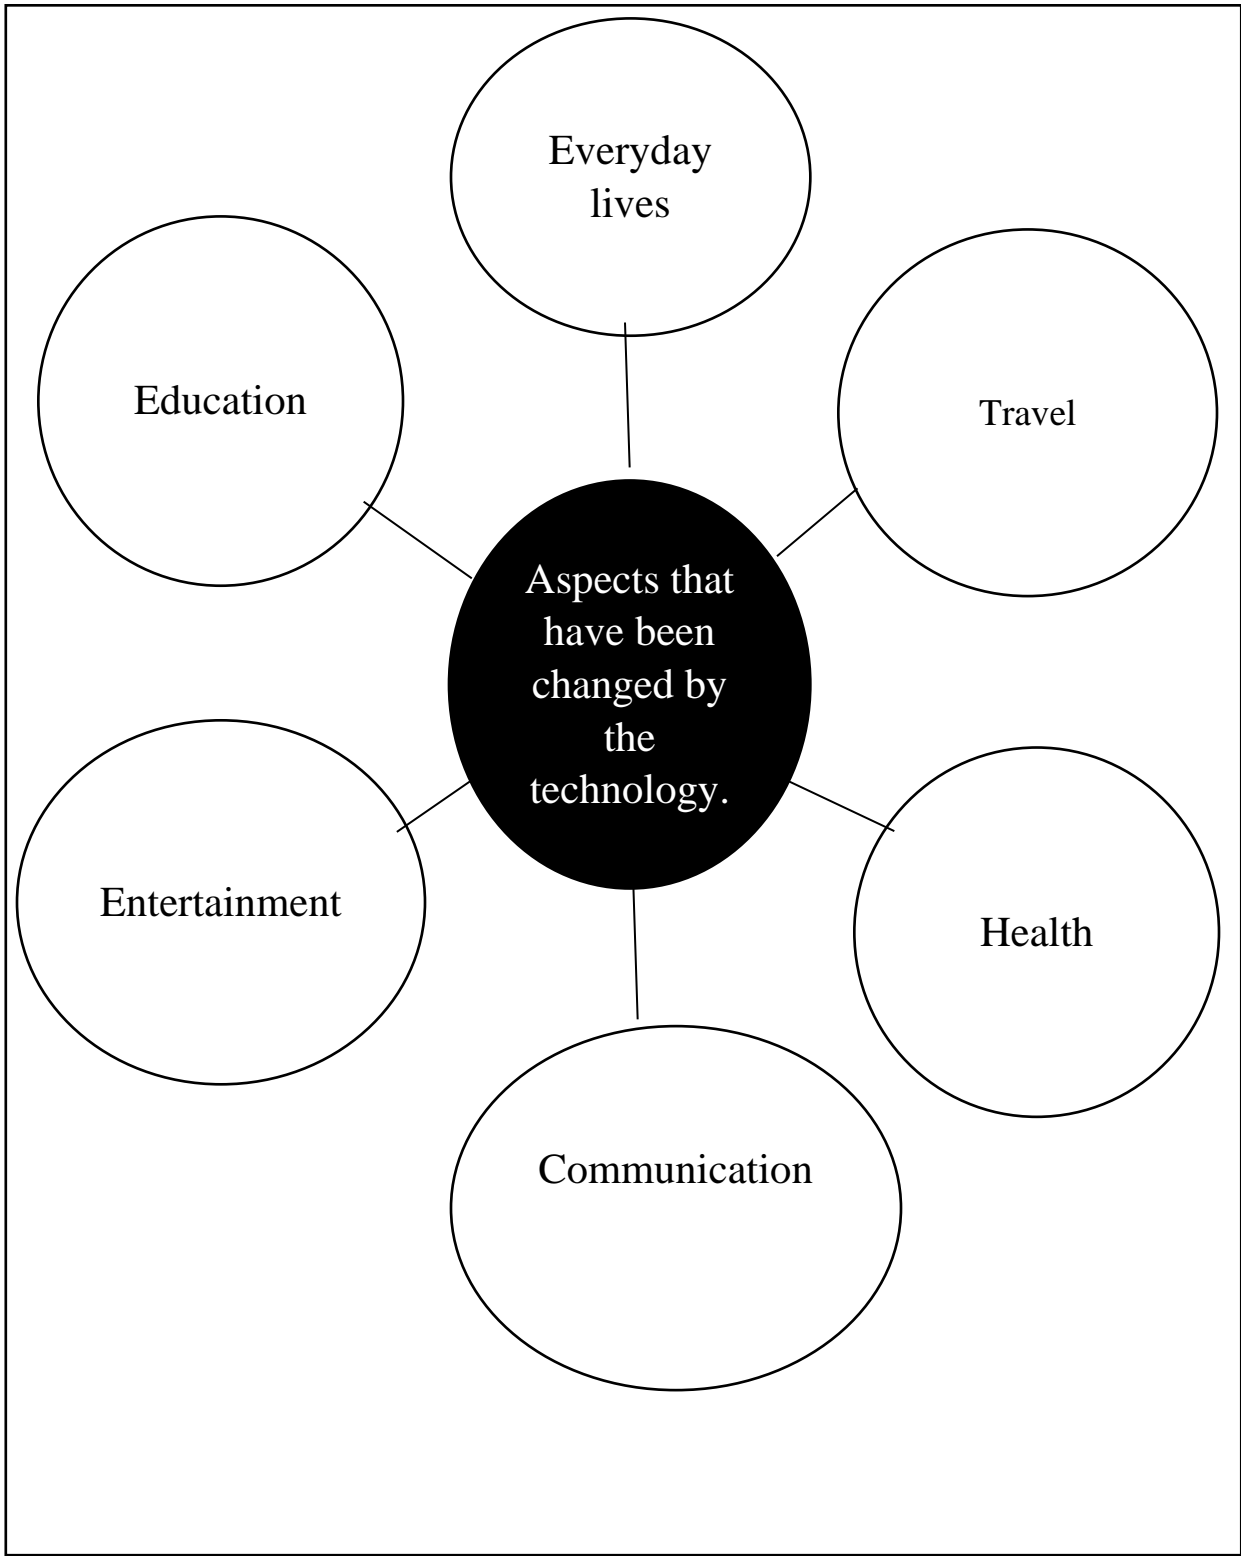 Everyday
lives
Education
Travel
Aspects that
have been
changed by
the
technology.
Entertainment
Health
Communication